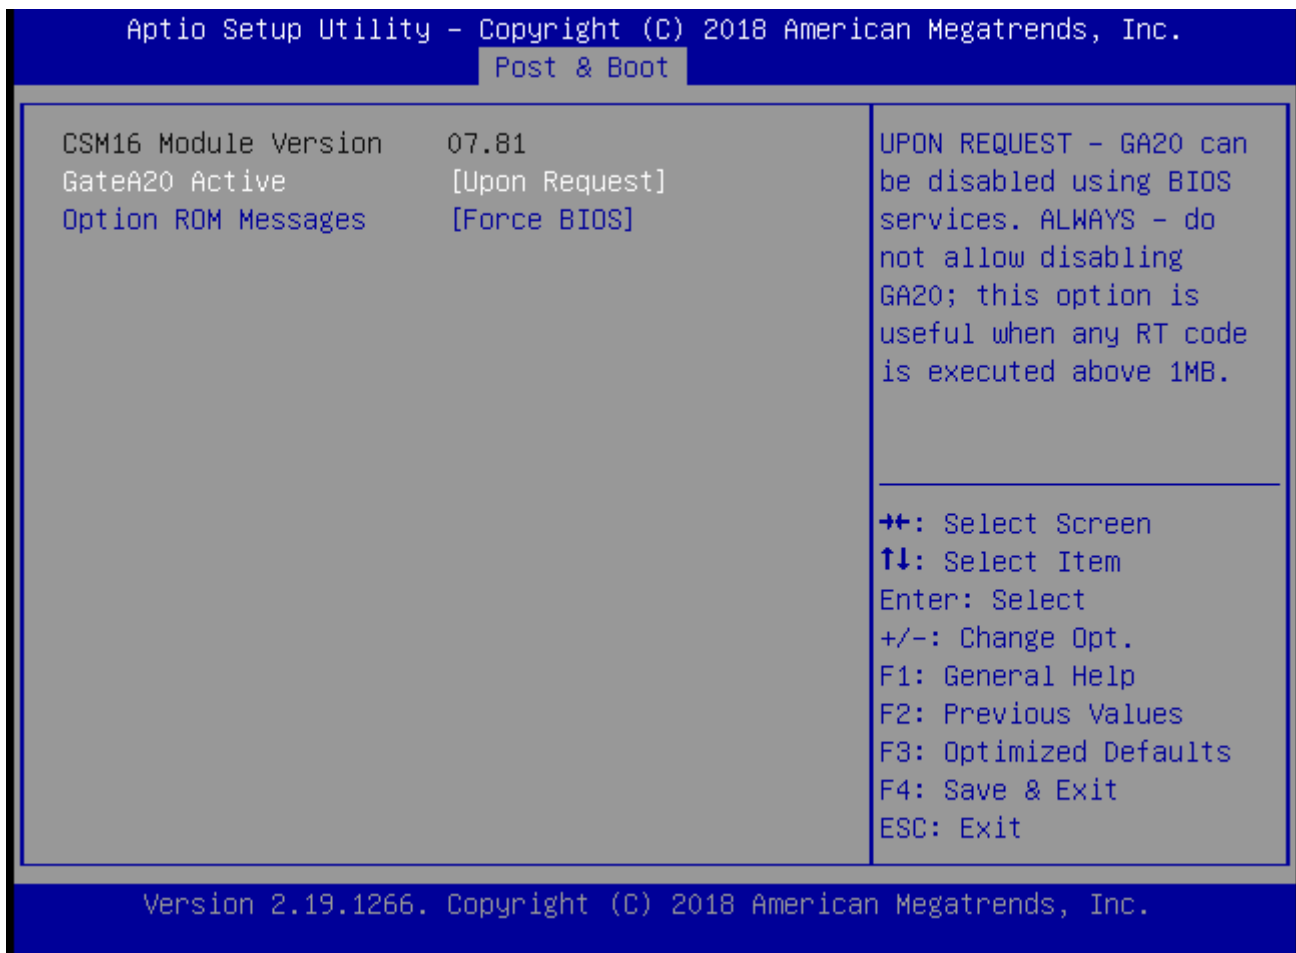 Aptio Setup Utility – Copyright (C) 2018 American Megatrends, Inc.
Post & Boot
CSM16 Module Version 07.81
GateA20 Active [Upon Request]
Option ROM Messages [Force BIOS]
UPON REQUEST – GA20 can
be disabled using BIOS
services. ALWAYS – do
not allow disabling
GA20; this option is
useful when any RT code
is executed above 1MB.
→←: Select Screen
↑↓: Select Item
Enter: Select
+/-: Change Opt.
F1: General Help
F2: Previous Values
F3: Optimized Defaults
F4: Save & Exit
ESC: Exit
Version 2.19.1266. Copyright (C) 2018 American Megatrends, Inc.